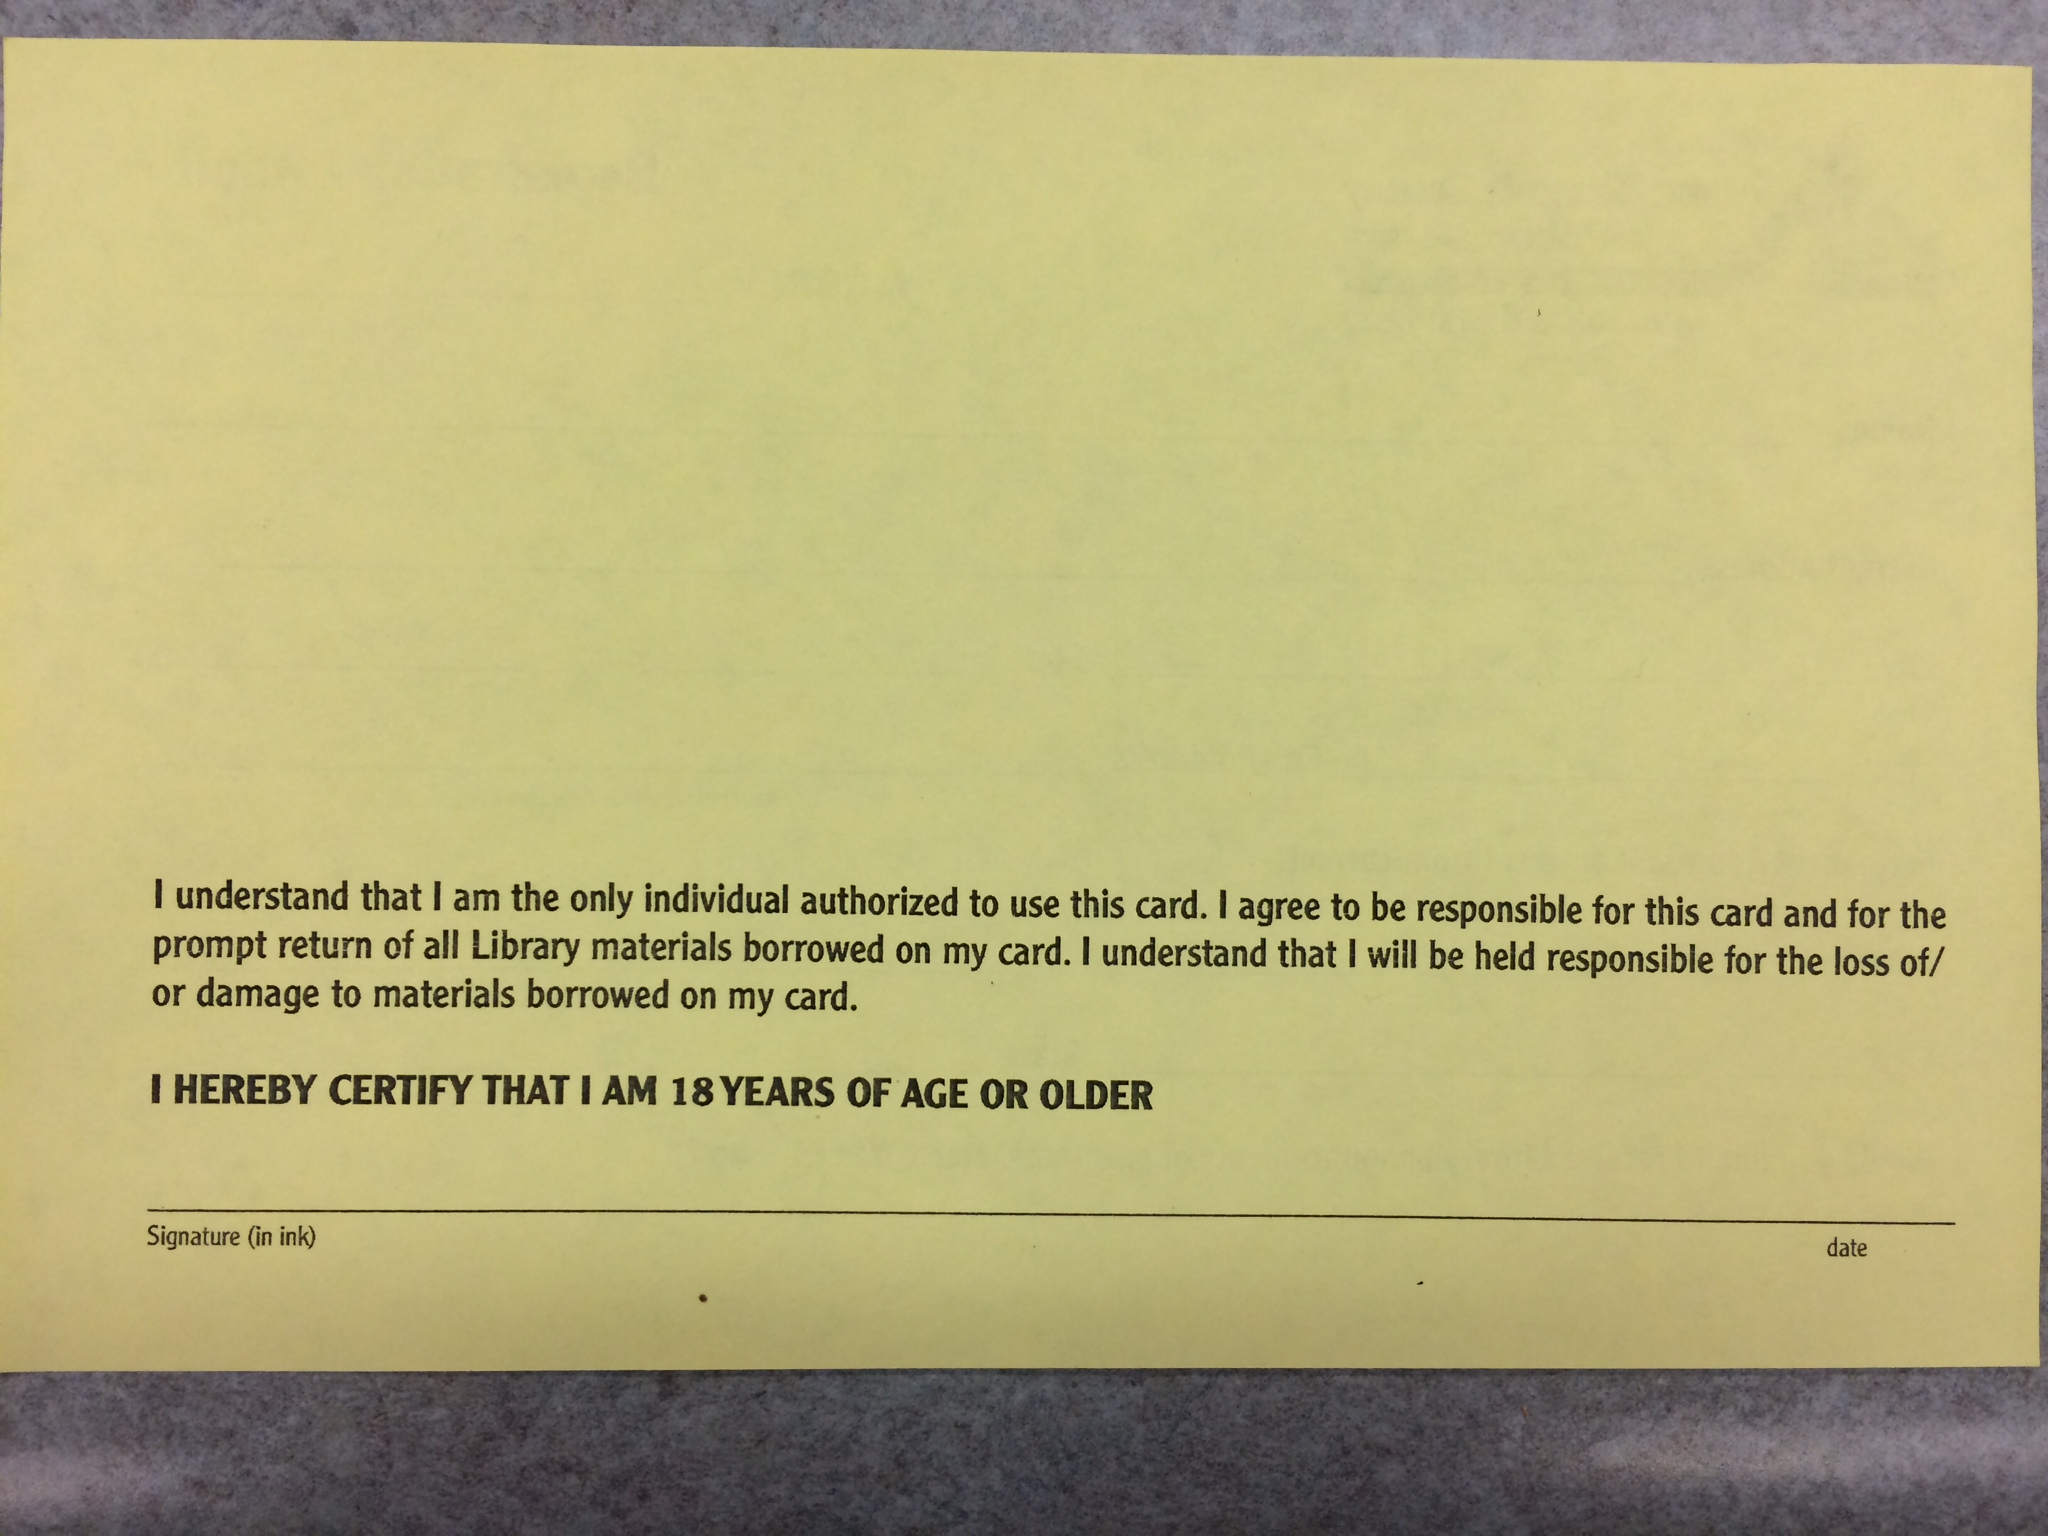 I understand that I am the only individual authorized to use this card. I agree to be responsible for this card and for the
prompt return of all Library materials borrowed on my card. I understand that I will be held responsible for the loss of/
or damage to materials borrowed on my card.
I HEREBY CERTIFY THAT I AM 18 YEARS OF AGE OR OLDER
Signature (in ink)
date